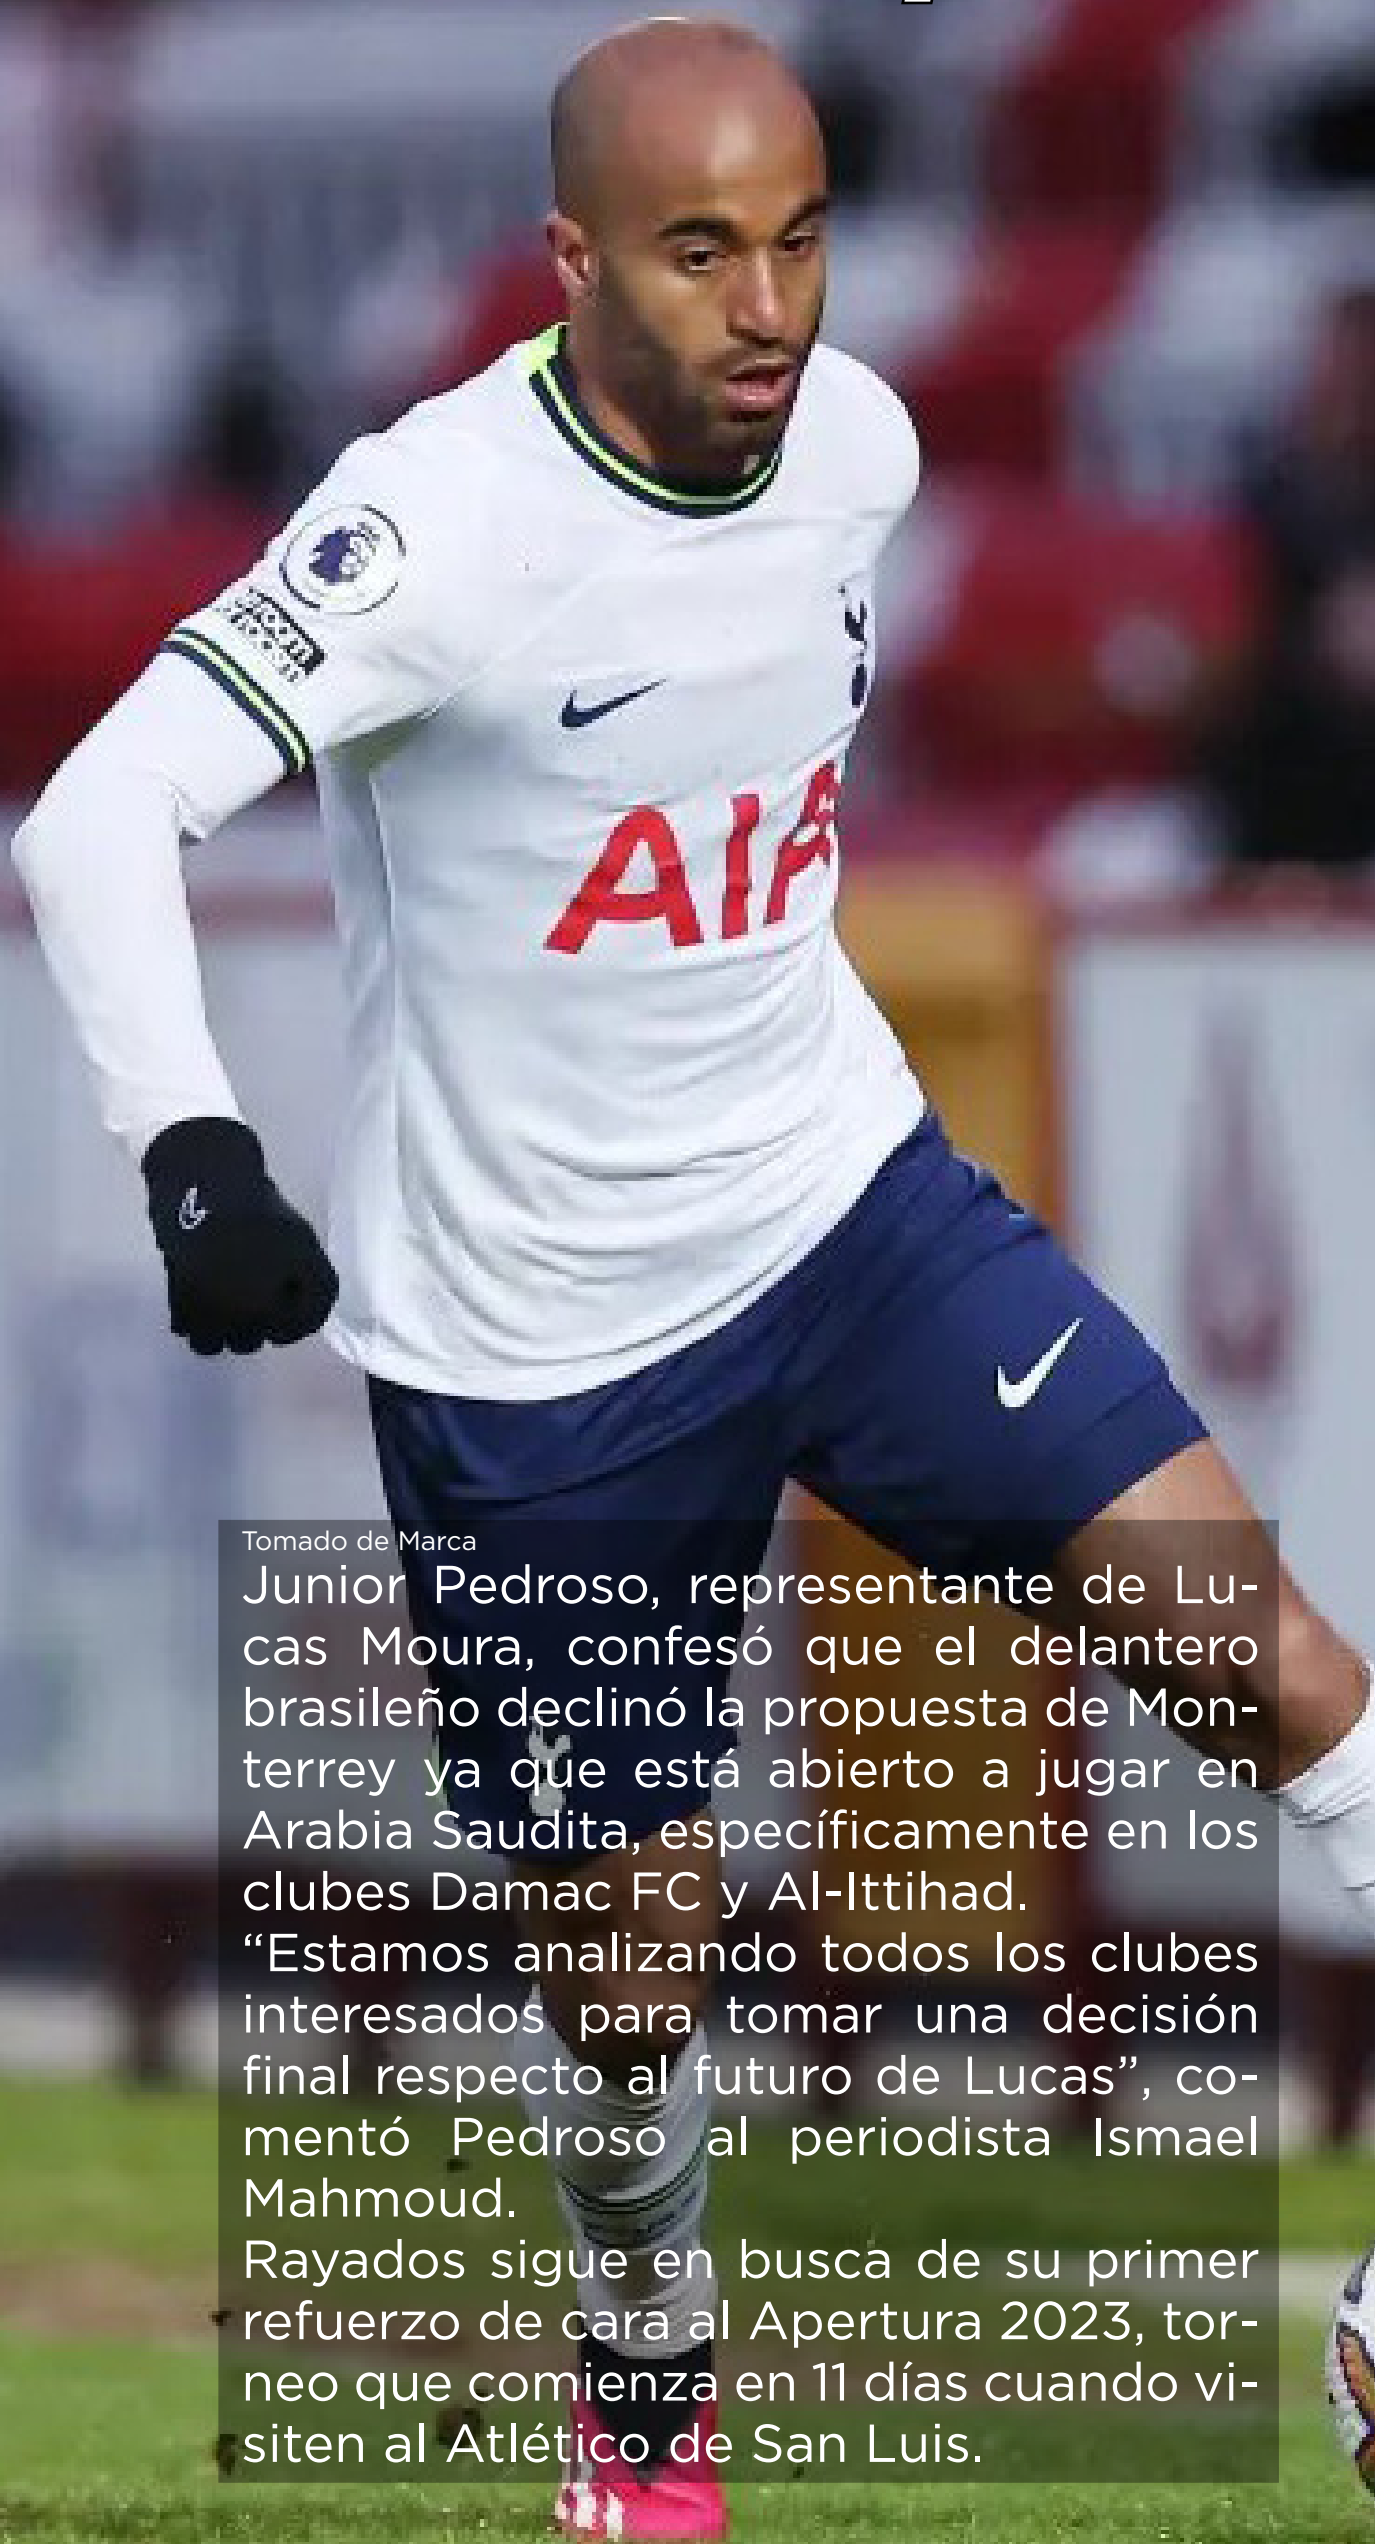 AIA
Tomado de Marca
Junior Pedroso, representante de Lu-
cas Moura, confesó que el delantero
brasileño declinó la propuesta de Mon-
terrey ya que está abierto a jugar en
Arabia Saudita, específicamente en los
clubes Damac FC y Al-Ittihad.
“Estamos analizando todos los clubes
interesados para tomar una decisión
final respecto al futuro de Lucas”, co-
mentó Pedroso al periodista Ismael
Mahmoud.
Rayados sigue en busca de su primer
refuerzo de cara al Apertura 2023, tor-
neo que comienza en 11 días cuando vi-
siten al Atlético de San Luis.